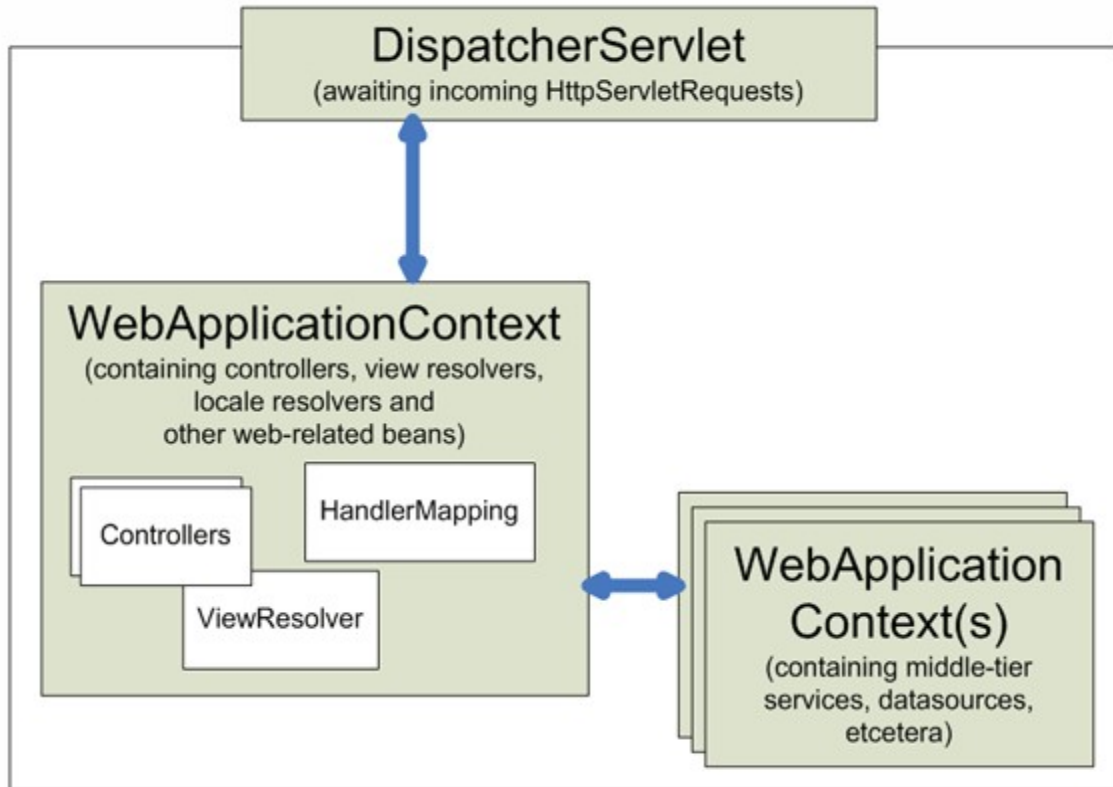 DispatcherServlet
(awaiting incoming HttpServletRequests)
WebApplicationContext
(containing controllers, view resolvers,
locale resolvers and
other web-related beans)
HandlerMapping
Controllers
ViewResolver
WebApplication
Context(s)
(containing middle-tier
services, datasources,
etcetera)